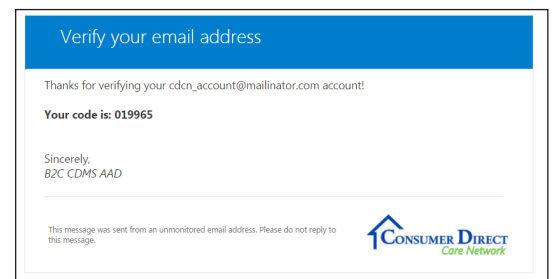 Verify your email address
Thanks for verifying your cdcn_account@mailinator.com account!
Your code is: 019965
Sincerely,
B2C CDMS AAD
This message was sent from an unmonitored email address. Please do not reply to
this message.
CONSUMER DIRECT
Care Network